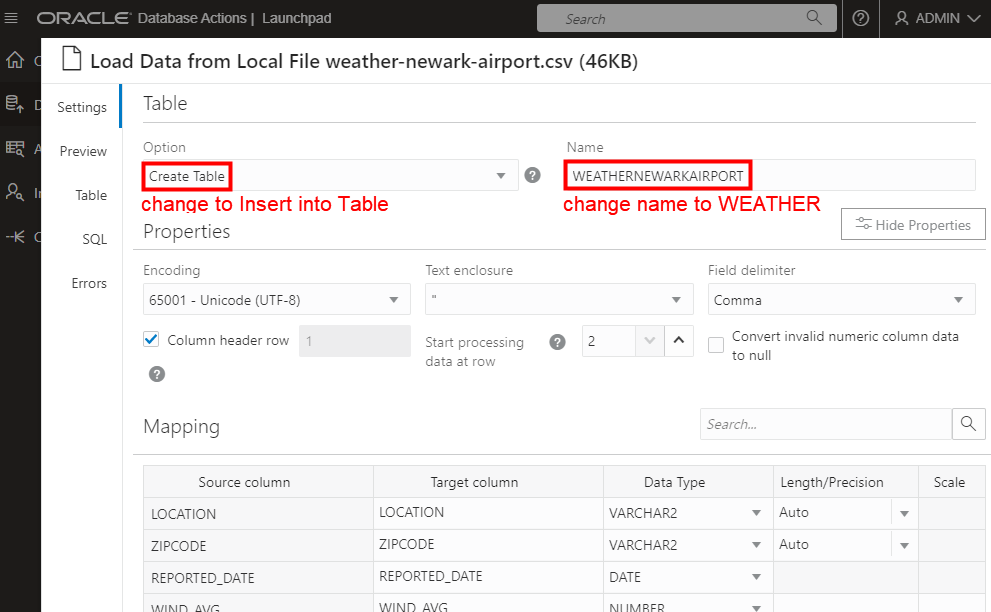 ORACLE® Database Actions | Launchpad
Search
ADMIN
Load Data from Local File weather-newark-airport.csv (46KB)
Settings
Preview
Table
SQL
Errors
Table
Option
Name
Create Table
WEATHERNEWARKAIRPORT
change to Insert into Table
change name to WEATHER
Properties
Hide Properties
Encoding
Text enclosure
Field delimiter
65001 - Unicode (UTF-8)
"
Comma
Column header row
1
Start processing
data at row
2
Convert invalid numeric column data
to null
Mapping
Search...
Source column Target column Data Type Length/Precision Scale
LOCATION LOCATION VARCHAR2 Auto
ZIPCODE ZIPCODE VARCHAR2 Auto
REPORTED_DATE REPORTED_DATE DATE
WIND_AVG WIND_AVG NUMBER